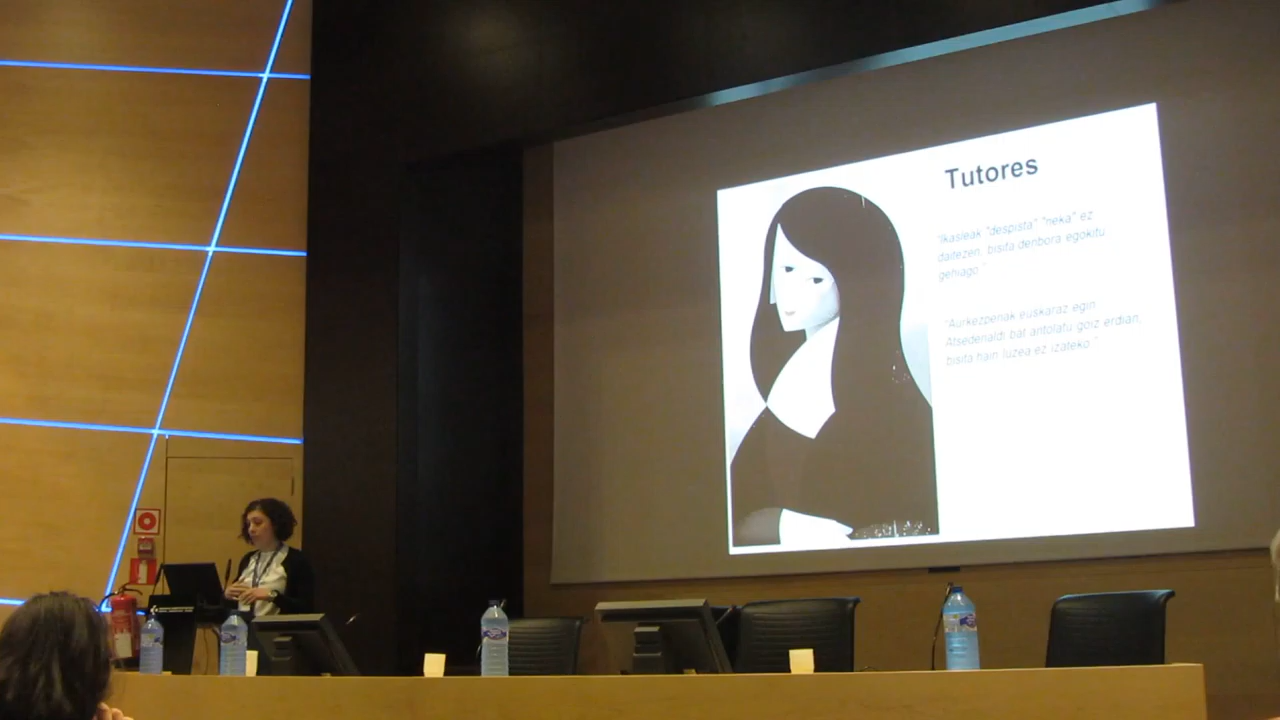 Tutores
"Ikasleak "despista" "neka" ez
daitezen, bisita denbora egokitu
gehiago."
"Aurkezpenak euskaraz egin.
Atsedenaldi bat antolatu goiz erdian,
bisita hain luzea ez izateko."